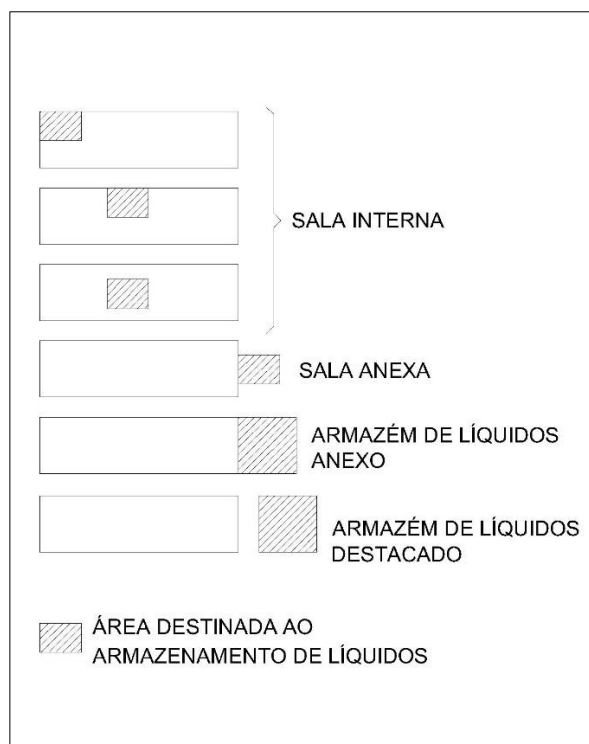 SALA INTERNA
SALA ANEXA
ARMAZÉM DE LÍQUIDOS
ANEXO
ARMAZÉM DE LÍQUIDOS
DESTACADO
ÁREA DESTINADA AO
ARMAZENAMENTO DE LÍQUIDOS